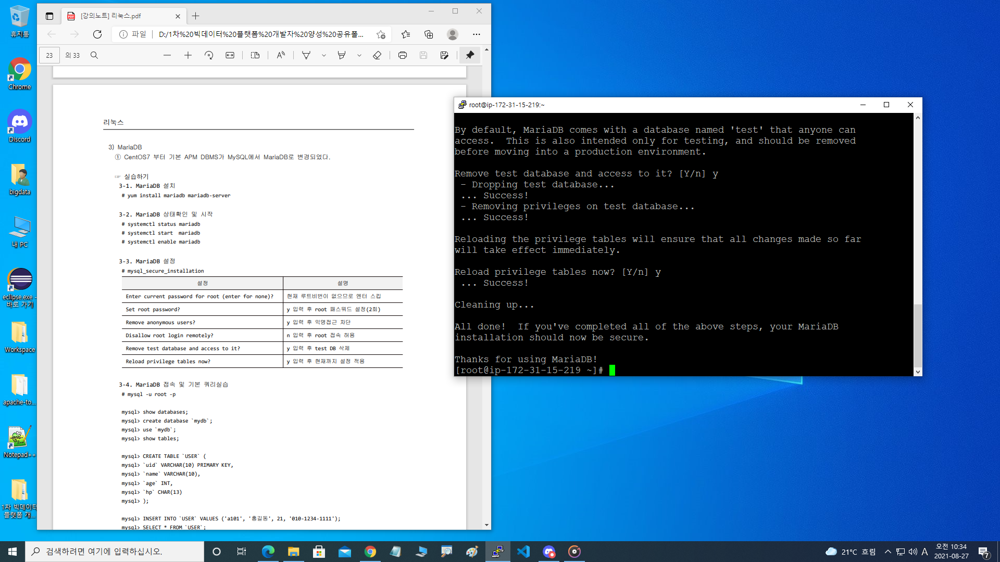 휴지통
Chrome
Discord
bigdata
내 PC
eclipse.exe -
바로 가기
Workspace
apache-to...
Notepad++
1차 빅데이터
플랫폼 개...
[강의노트] 리눅스.pdf
파일
D:/1차%20빅데이터%20플랫폼%20개발자%20양성%20공유폴...
23 의 33
리눅스
3) MariaDB
① CentOS7 부터 기본 APM DBMS가 MySQL에서 MariaDB로 변경되었다.
☞ 실습하기
3-1. MariaDB 설치
# yum install mariadb mariadb-server
3-2. MariaDB 상태확인 및 시작
# systemctl status mariadb
# systemctl start mariadb
# systemctl enable mariadb
3-3. MariaDB 설정
# mysql_secure_installation
설정 설명
Enter current password for root (enter for none)? 현재 루트비번이 없으므로 엔터 스킵
Set root password? y 입력 후 root 패스워드 설정(2회)
Remove anonymous users? y 입력 후 익명접근 차단
Disallow root login remotely? n 입력 후 root 접속 허용
Remove test database and access to it? y 입력 후 test DB 삭제
Reload privilege tables now? y 입력 후 현재까지 설정 적용
3-4. MariaDB 접속 및 기본 쿼리실습
# mysql -u root -p
mysql> show databases;
mysql> create database `mydb`;
mysql> use `mydb`;
mysql> show tables;
mysql> CREATE TABLE `USER` (
mysql> `uid` VARCHAR(10) PRIMARY KEY,
mysql> `name` VARCHAR(10),
mysql> `age` INT,
mysql> `hp` CHAR(13)
mysql> );
mysql> INSERT INTO `USER` VALUES ('a101', '홍길동', 21, '010-1234-1111');
mysql> SELECT * FROM `USER`;
root@ip-172-31-15-219:~
By default, MariaDB comes with a database named 'test' that anyone can
access.  This is also intended only for testing, and should be removed
before moving into a production environment.
Remove test database and access to it? [Y/n] y
 - Dropping test database...
 ... Success!
 - Removing privileges on test database...
 ... Success!
Reloading the privilege tables will ensure that all changes made so far
will take effect immediately.
Reload privilege tables now? [Y/n] y
 ... Success!
Cleaning up...
All done!  If you've completed all of the above steps, your MariaDB
installation should now be secure.
Thanks for using MariaDB!
[root@ip-172-31-15-219 ~]#
검색하려면 여기에 입력하십시오.
21°C 흐림
A
오전 10:34
2021-08-27
7